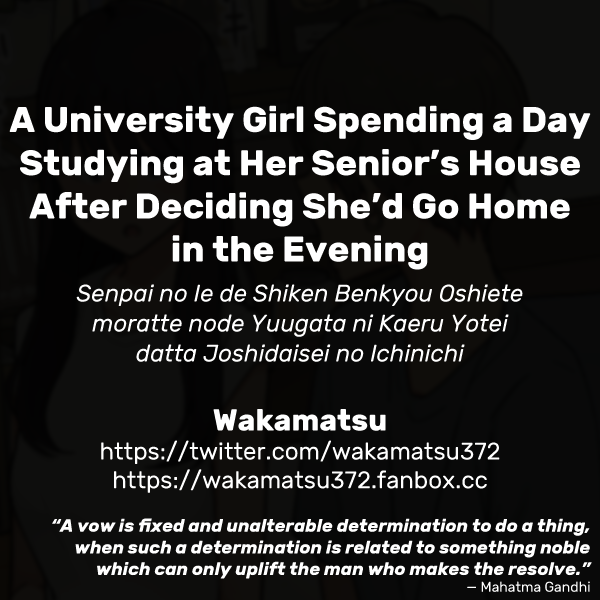 A University Girl Spending a Day
Studying at Her Senior’s House
After Deciding She’d Go Home
in the Evening
Senpai no Ie de Shiken Benkyou Oshiete
moratte node Yuugata ni Kaeru Yotei
datta Joshidaisei no Ichinichi
Wakamatsu
https://twitter.com/wakamatsu372
https://wakamatsu372.fanbox.cc
“A vow is fixed and unalterable determination to do a thing,
when such a determination is related to something noble
which can only uplift the man who makes the resolve.”
— Mahatma Gandhi